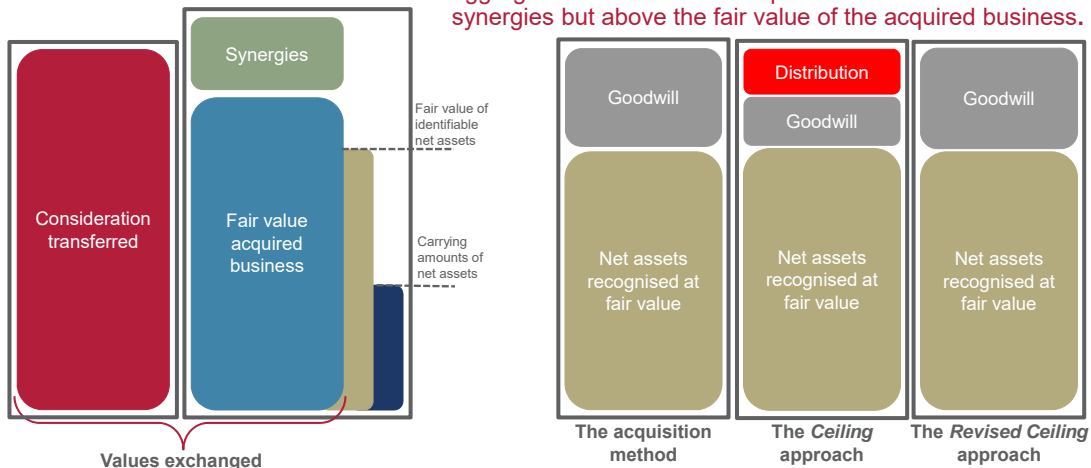 synergies but above the fair value of the acquired business.
Synergies
Fair value of
identifiable
net assets
Consideration
transferred
Fair value
acquired
business
Carrying
amounts of
net assets
Values exchanged
Goodwill
Net assets
recognised at
fair value
The acquisition
method
Distribution
Goodwill
Net assets
recognised at
fair value
The Ceiling
approach
Goodwill
Net assets
recognised at
fair value
The Revised Ceiling
approach